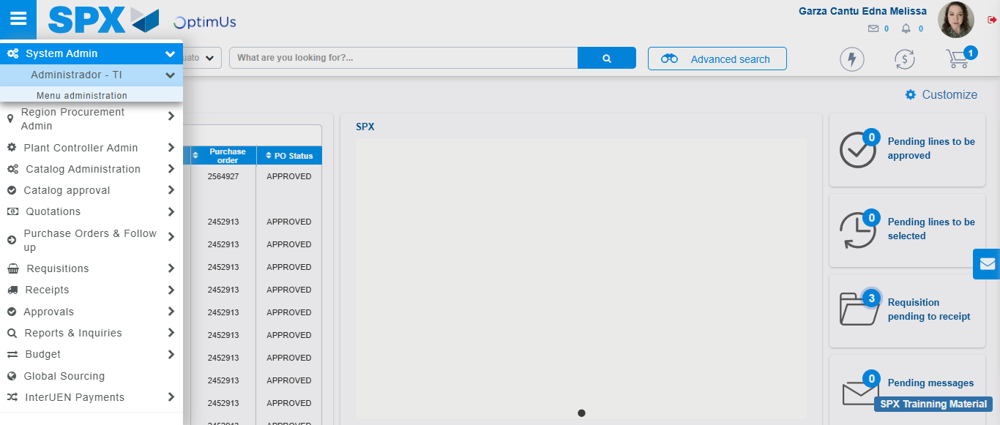 SPX
OptimUs
Garza Cantu Edna Melissa
0
0
System Admin
Administrador - TI
Menu administration
Region Procurement
Admin
Plant Controller Admin
Catalog Administration
Catalog approval
Quotations
Purchase Orders & Follow
up
Requisitions
Receipts
Approvals
Reports & Inquiries
Budget
Global Sourcing
InterUEN Payments
uato
What are you looking for?...
Advanced search
1
Customize
Purchase
order
PO Status
2564927 APPROVED
2452913 APPROVED
2452913 APPROVED
2452913 APPROVED
2452913 APPROVED
2452913 APPROVED
2452913 APPROVED
2452913 APPROVED
2452913 APPROVED
2452913 APPROVED
2452913 APPROVED
SPX
0
Pending lines to be
approved
0
Pending lines to be
selected
3
Requisition
pending to receipt
0
Pending messages
SPX Trainning Material